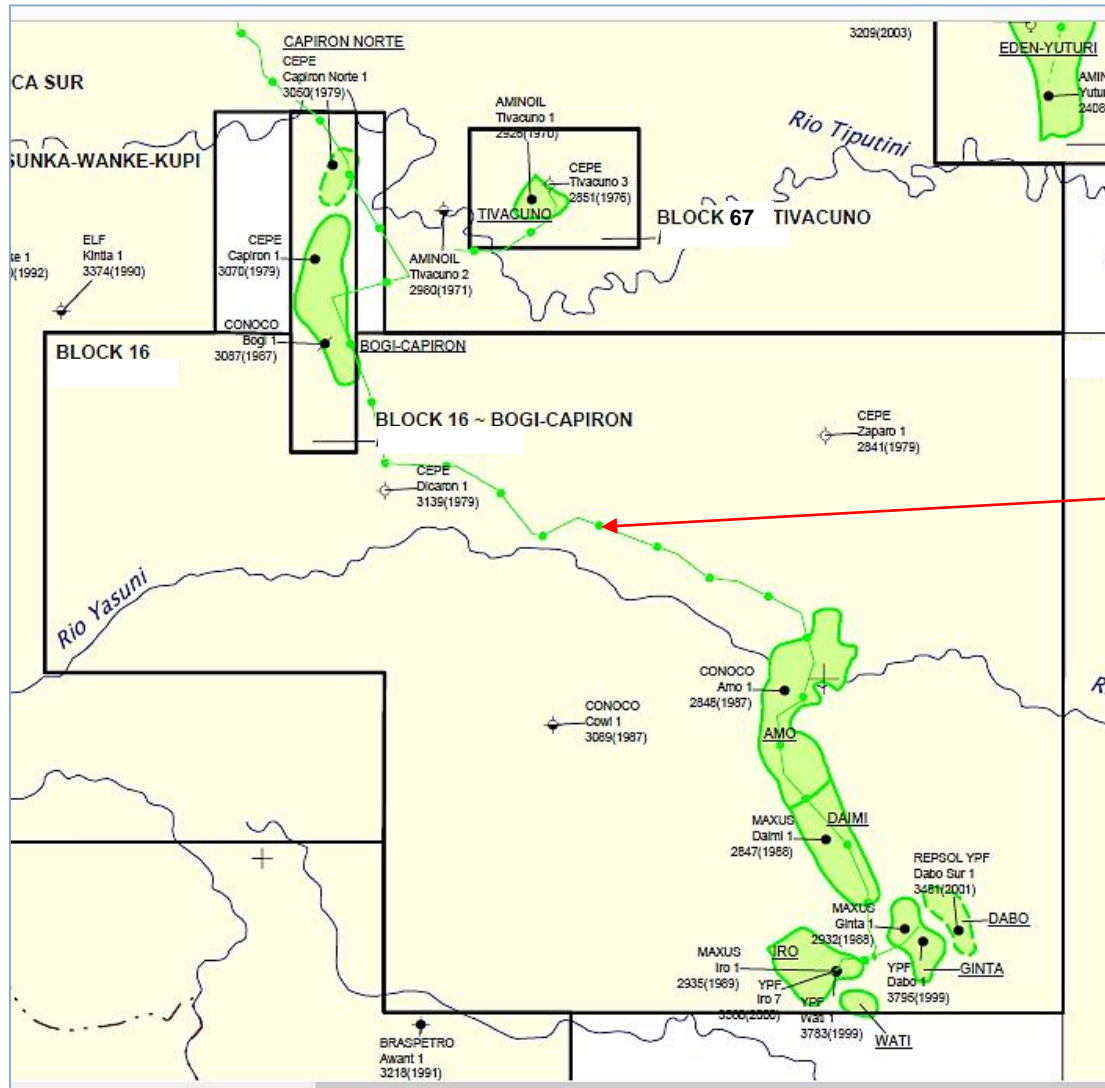 3209(2003)
EDEN-YUTURI
CAPIRON NORTE
CEPE
Capiron Norte 1
3050(1979)
CA SUR
AMINOIL
Tivacuno 1
2926(1970)
Rio Tiputini
SUNKA-WANKE-KUPI
CEPE
Tivacuno 3
2851(1976)
TIVACUNO
BLOCK 67 TIVACUNO
ELF
Kintia 1
3374(1990)
(1992)
CEPE
Capiron 1
3070(1979)
AMINOIL
Tivacuno 2
2980(1971)
CONOCO
Bogi 1
3087(1987)
BOGI-CAPIRON
BLOCK 16
BLOCK 16 ~ BOGI-CAPIRON
CEPE
Zaparo 1
2841(1979)
CEPE
Dicaron 1
3139(1979)
Rio Yasuni
CONOCO
Amo 1
2848(1987)
CONOCO
Cowi 1
3089(1987)
AMO
MAXUS
Daimi 1
2847(1988)
DAIMI
REPSOL YPF
Dabo Sur 1
3481(2001)
DABO
MAXUS
Ginta 1
2932(1988)
MAXUS
Iro 1
2935(1989)
IRO
YPF
Iro 7
YPF
Wati 1
3783(1999)
YPF
Dabo 1
3795(1999)
GINTA
WATI
BRASPETRO
Awant 1
3218(1991)